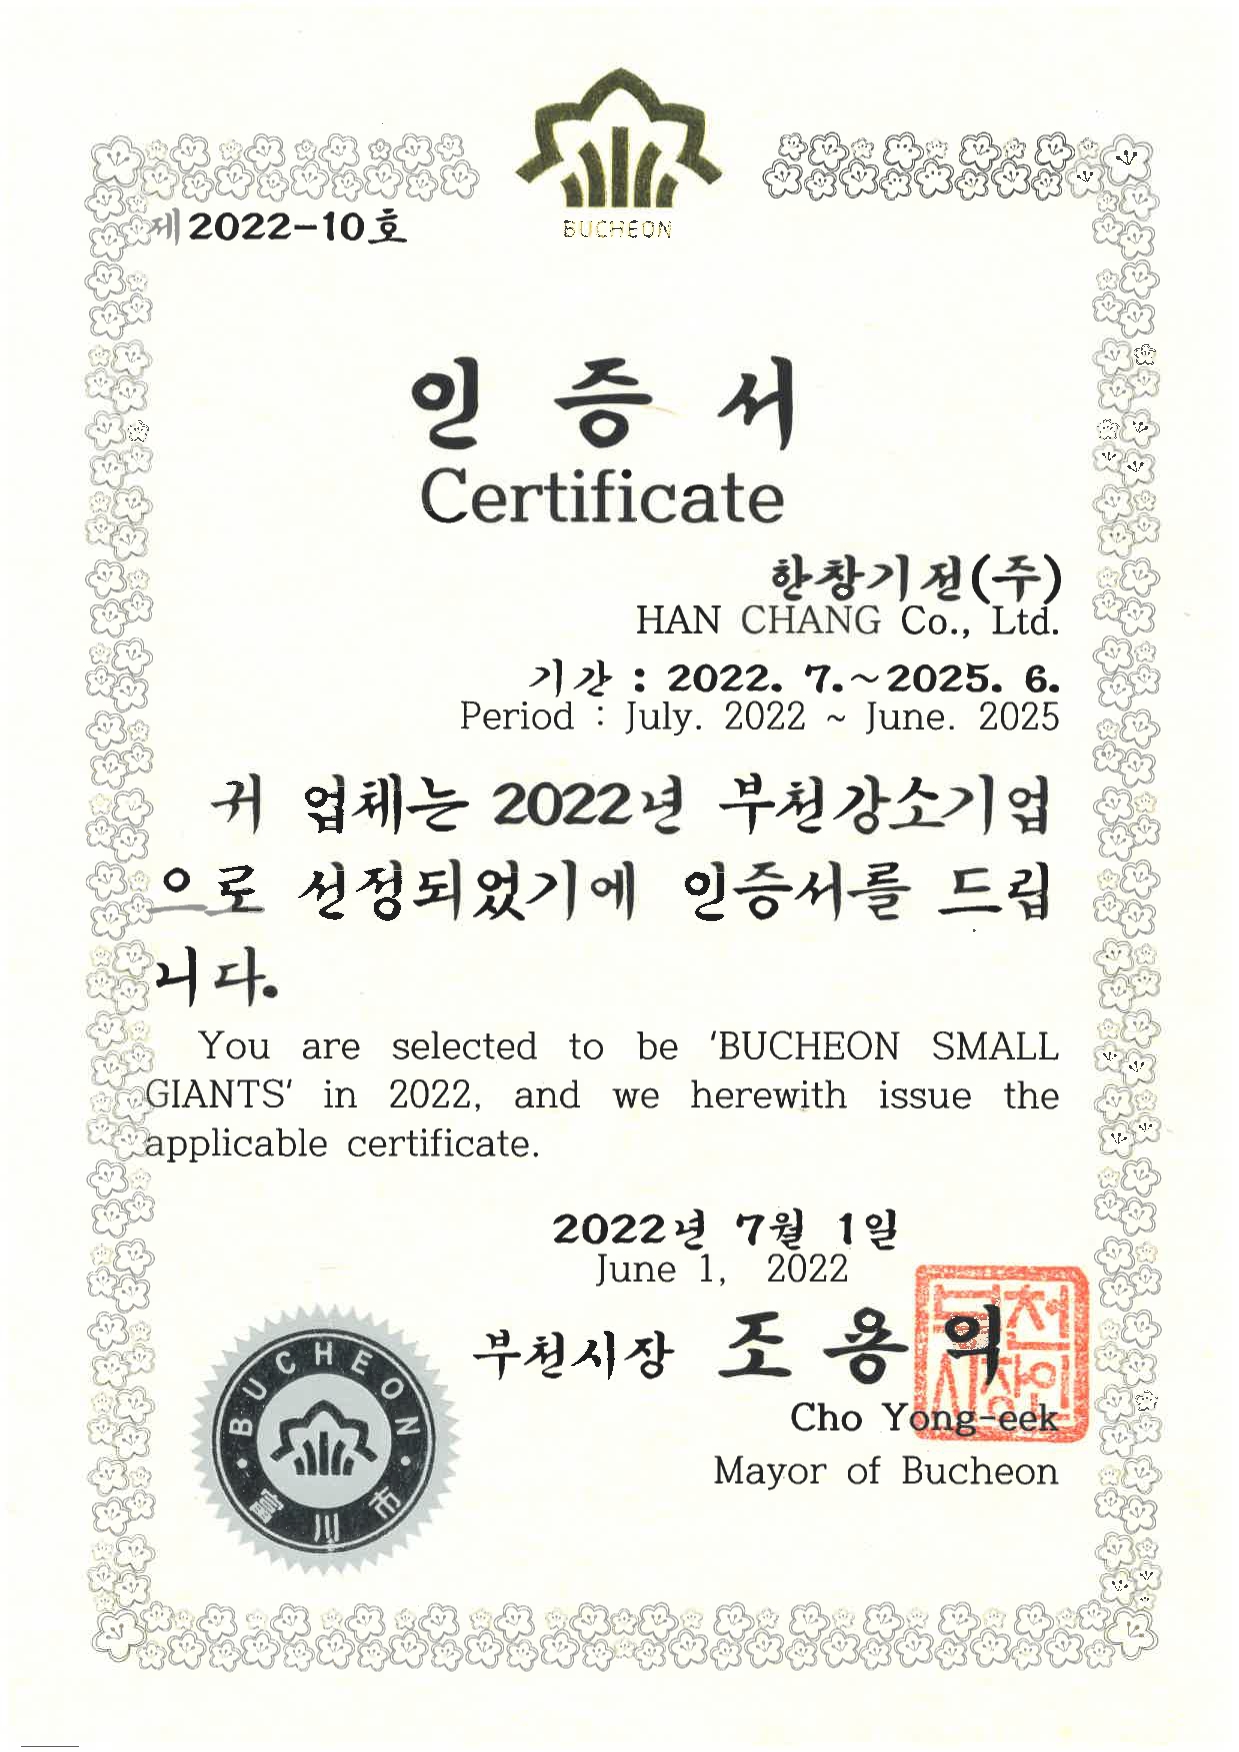 BUCHEON
제2022-10호
인 증 서
Certificate
한창기전(주)
HAN CHANG Co., Ltd.
기간 : 2022. 7.~2025. 6.
Period : July. 2022 ~ June. 2025
귀 업체는 2022년 부천강소기업
으로 선정되었기에 인증서를 드립
니다.
You are selected to be 'BUCHEON SMALL
GIANTS' in 2022, and we herewith issue the
applicable certificate.
2022년 7월 1일
June 1, 2022
부천시장 조 용 익
부천
시장인
Cho Yong-eek
Mayor of Bucheon
BUCHEON
富川市